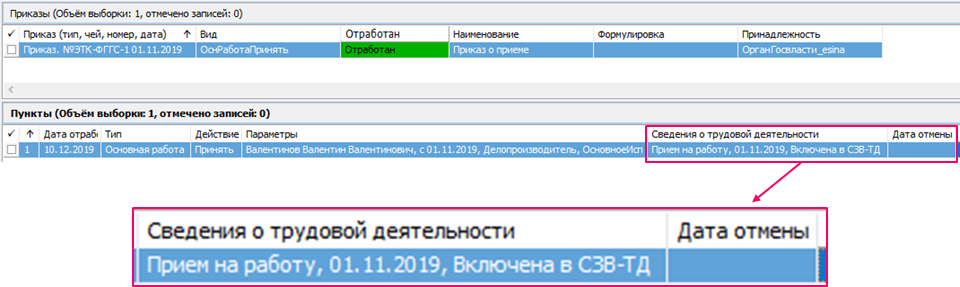 Приказы (Объём выборки: 1, отмечено записей: 0)
✓ Приказ (тип, чей, номер, дата) ↑ Вид Отработан Наименование Формулировка Принадлежность
Приказ. №ЭТК-ФГГС-1 01.11.2019 ОснРаботаПринять Отработан Приказ о приеме ОрганГосвласти_esina
Пункты (Объём выборки: 1, отмечено записей: 0)
✓ ↑ Дата отрабо Тип Действие Параметры Сведения о трудовой деятельности Дата отмены
1 10.12.2019 Основная работа Принять Валентинов Валентин Валентинович, с 01.11.2019, Делопроизводитель, ОсновноеИсп Прием на работу, 01.11.2019, Включена в СЗВ-ТД
Сведения о трудовой деятельности Дата отмены
Прием на работу, 01.11.2019, Включена в СЗВ-ТД